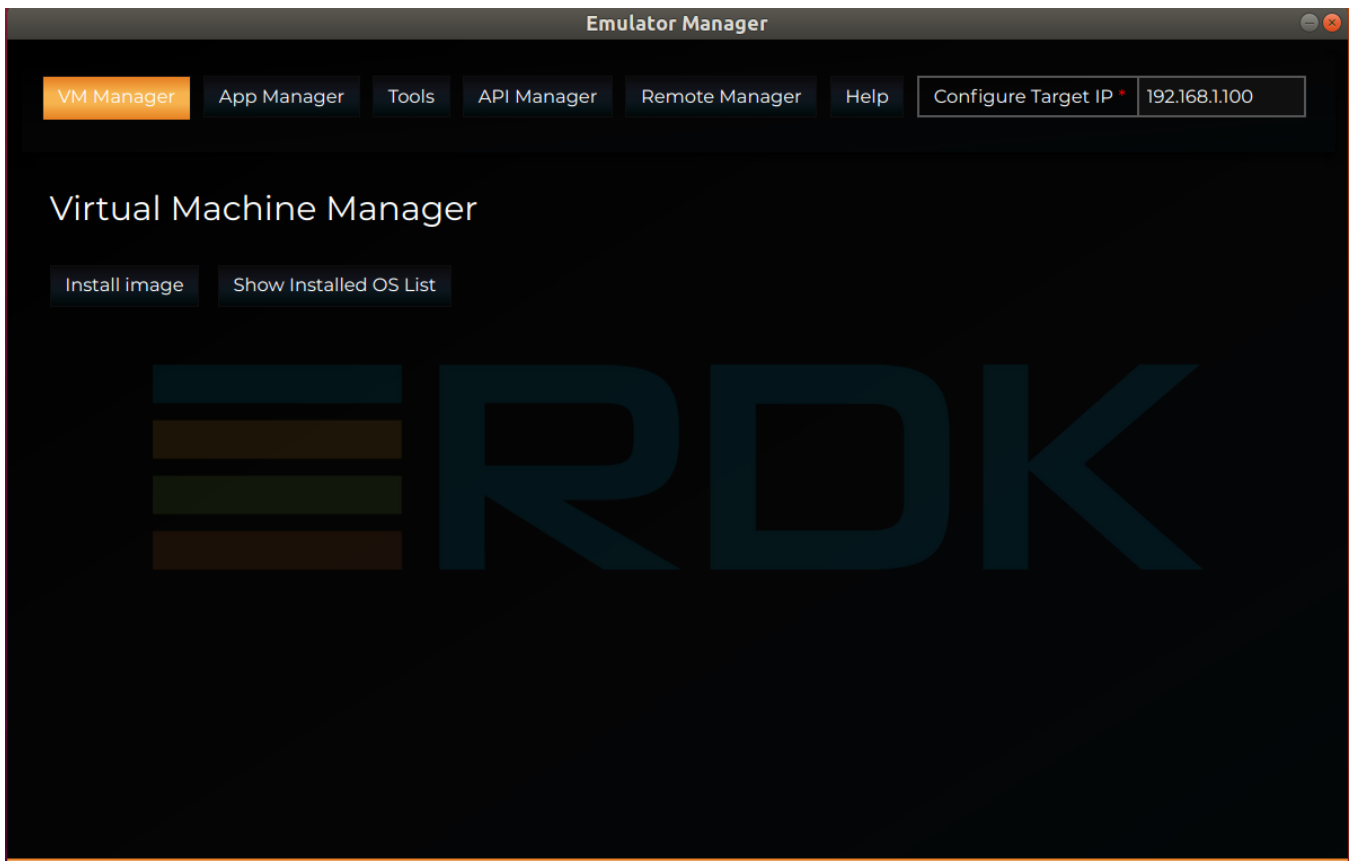 Emulator Manager
VM Manager App Manager Tools API Manager Remote Manager Help Configure Target IP * 192.168.1.100
Virtual Machine Manager
Install image Show Installed OS List
RDK